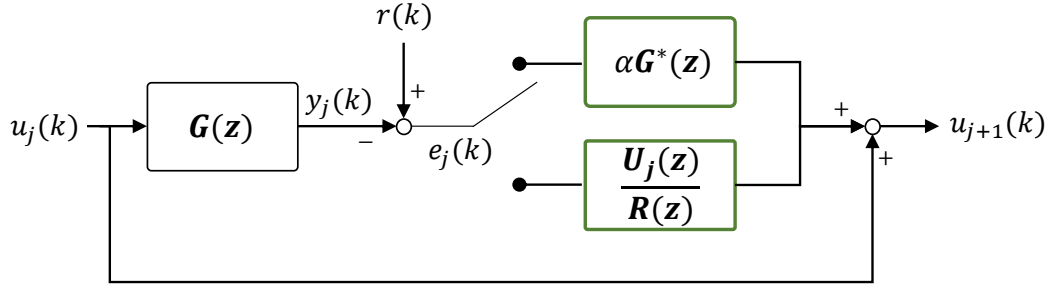 r(k)
αG*(z)
+
y_j(k)
+
u_j(k)
G(z)
u_{j+1}(k)
−
e_j(k)
+
U_j(z)
R(z)